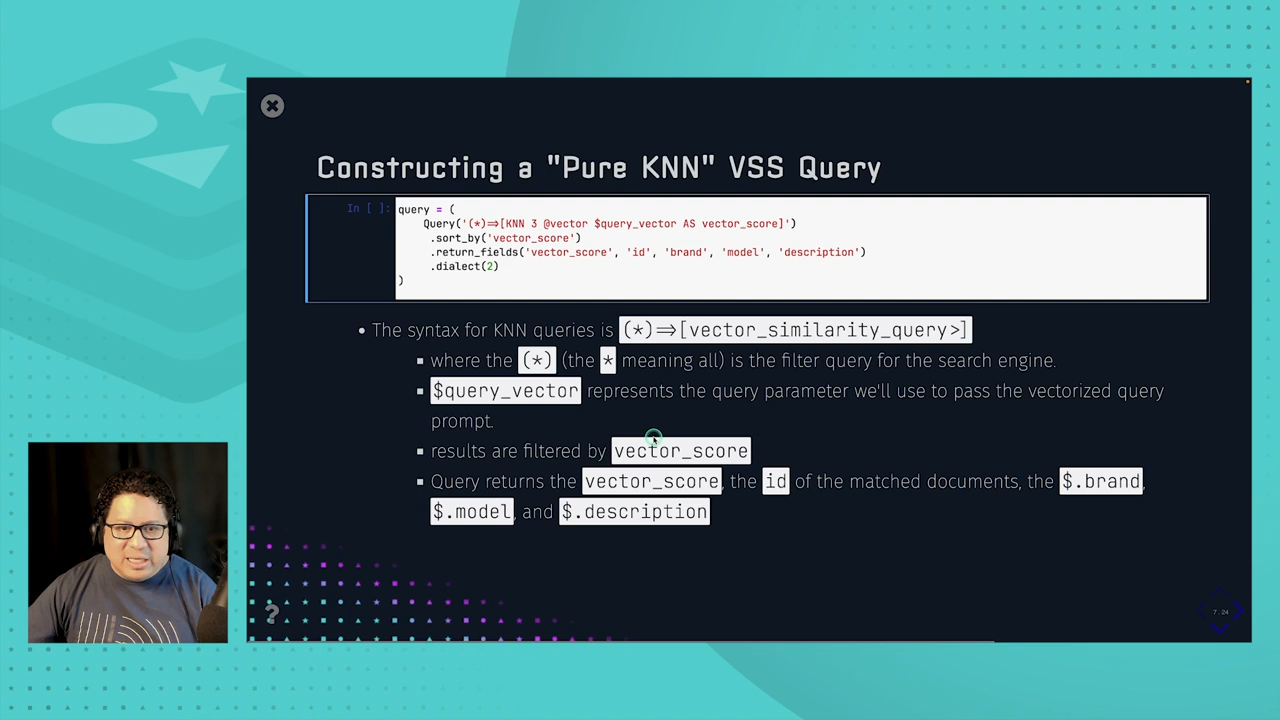 Constructing a "Pure KNN" VSS Query
In [ ]:
query = (
Query('(*)=>[KNN 3 @vector $query_vector AS vector_score]')
.sort_by('vector_score')
.return_fields('vector_score', 'id', 'brand', 'model', 'description')
.dialect(2)
)
• The syntax for KNN queries is (*)=>[vector_similarity_query>]
▪ where the (*) (the * meaning all) is the filter query for the search engine.
▪ $query_vector represents the query parameter we'll use to pass the vectorized query
prompt.
▪ results are filtered by vector_score
▪ Query returns the vector_score, the id of the matched documents, the $.brand,
$.model, and $.description
?
7.24